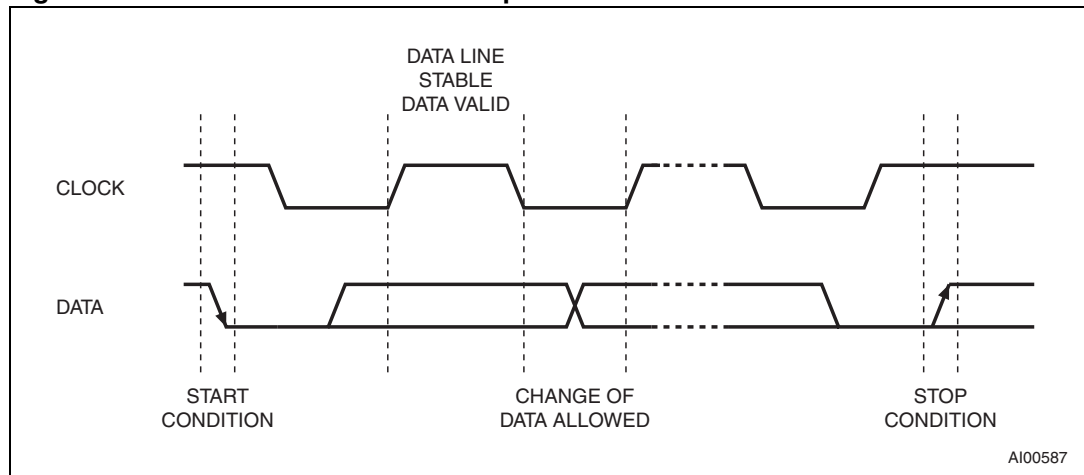 DATA LINE
STABLE
DATA VALID
CLOCK
DATA
START
CONDITION
CHANGE OF
DATA ALLOWED
STOP
CONDITION
AI00587